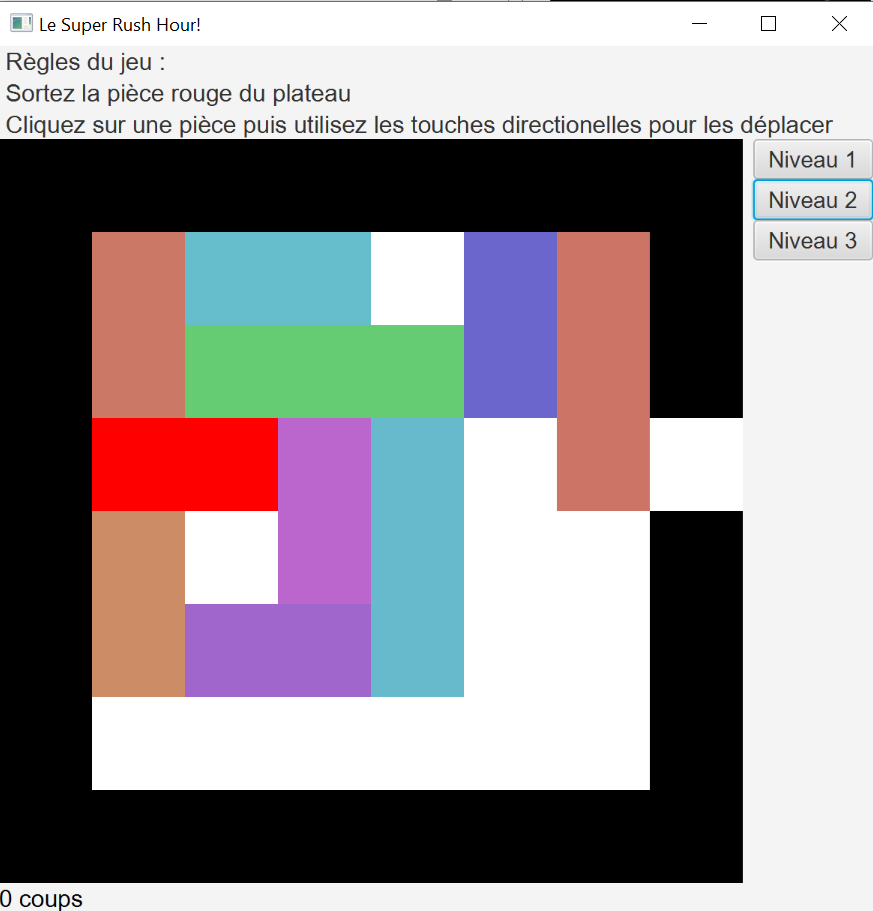 Le Super Rush Hour!
Règles du jeu :
Sortez la pièce rouge du plateau
Cliquez sur une pièce puis utilisez les touches directionelles pour les déplacer
Niveau 1
Niveau 2
Niveau 3
0 coups